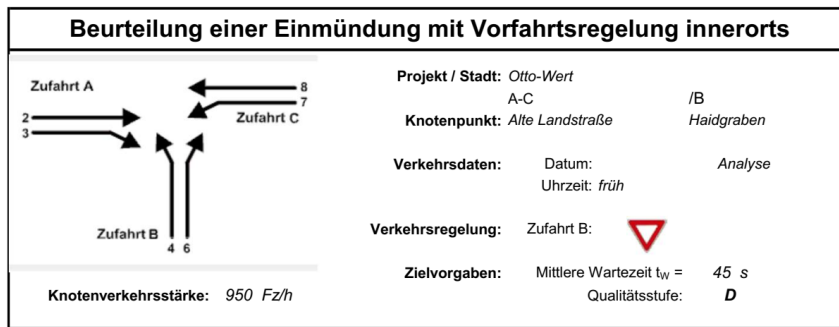 Beurteilung einer Einmündung mit Vorfahrtsregelung innerorts
Zufahrt A
8
7
Zufahrt C
2
3
Zufahrt B
4 6
Knotenverkehrsstärke: 950 Fz/h
Projekt / Stadt: Otto-Wert
A-C /B
Knotenpunkt: Alte Landstraße Haidgraben
Verkehrsdaten: Datum: Analyse
Uhrzeit: früh
Verkehrsregelung: Zufahrt B:
Zielvorgaben: Mittlere Wartezeit tW = 45 s
Qualitätsstufe: D